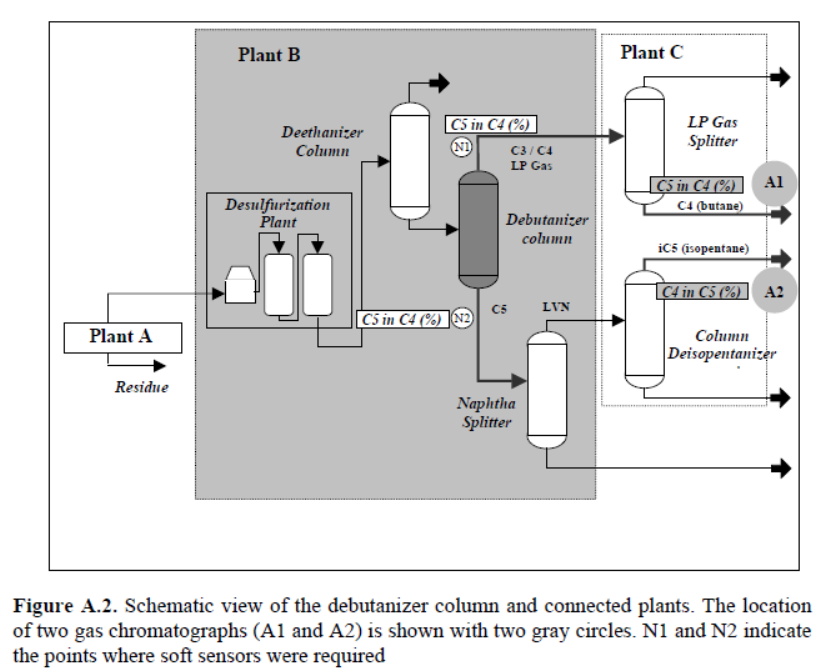 Plant B
Plant C
Deethanizer
Column
C5 in C4 (%)
N1
C3 / C4
LP Gas
LP Gas
Splitter
C5 in C4 (%)
A1
C4 (butane)
Desulfurization
Plant
Debutanizer
column
iC5 (isopentane)
C4 in C5 (%)
A2
C5 in C4 (%)
N2
C5
LVN
Plant A
Residue
Column
Deisopentanizer
Naphtha
Splitter
Figure A.2. Schematic view of the debutanizer column and connected plants. The location
of two gas chromatographs (A1 and A2) is shown with two gray circles. N1 and N2 indicate
the points where soft sensors were required